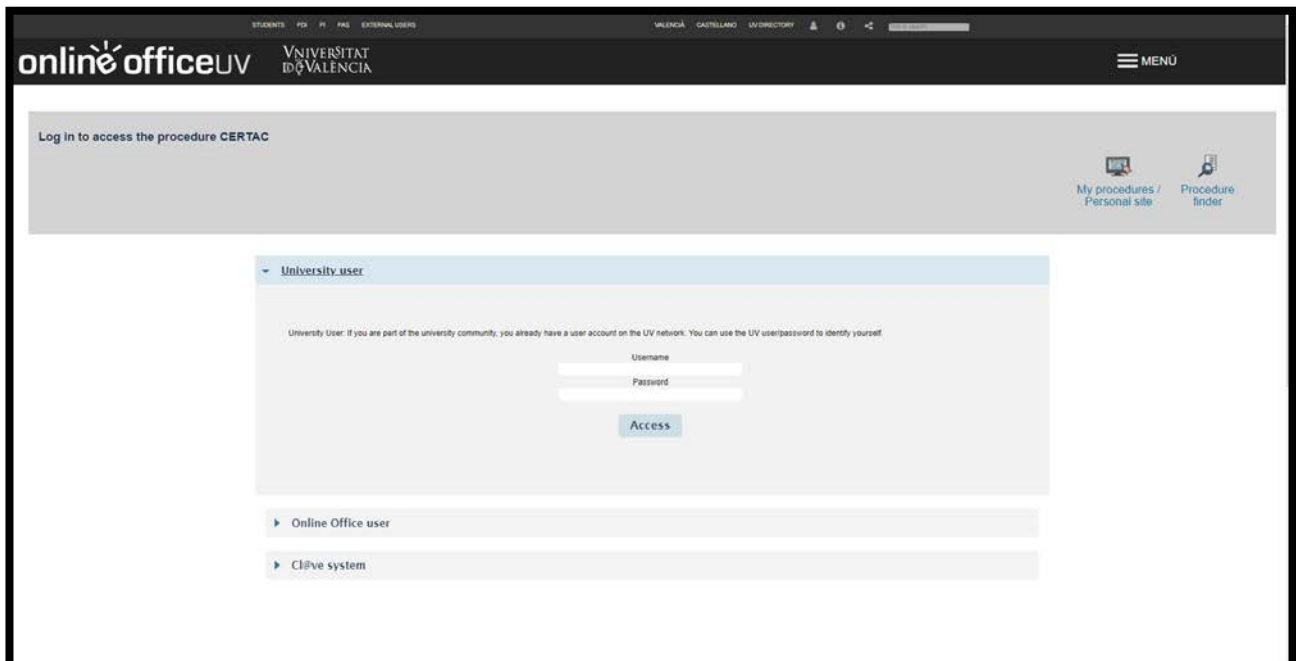 STUDENTS PDI PI PAS EXTERNAL USERS VALENCIÀ CASTELLANO UV DIRECTORY
online officeUV VNIVERSITAT
ID VALÈNCIA
MENÚ
Log in to access the procedure CERTAC
My procedures / Procedure
Personal site finder
University user
University User: If you are part of the university community, you already have a user account on the UV network. You can use the UV user/password to identify yourself.
Username
Password
Access
Online Office user
Cl@ve system